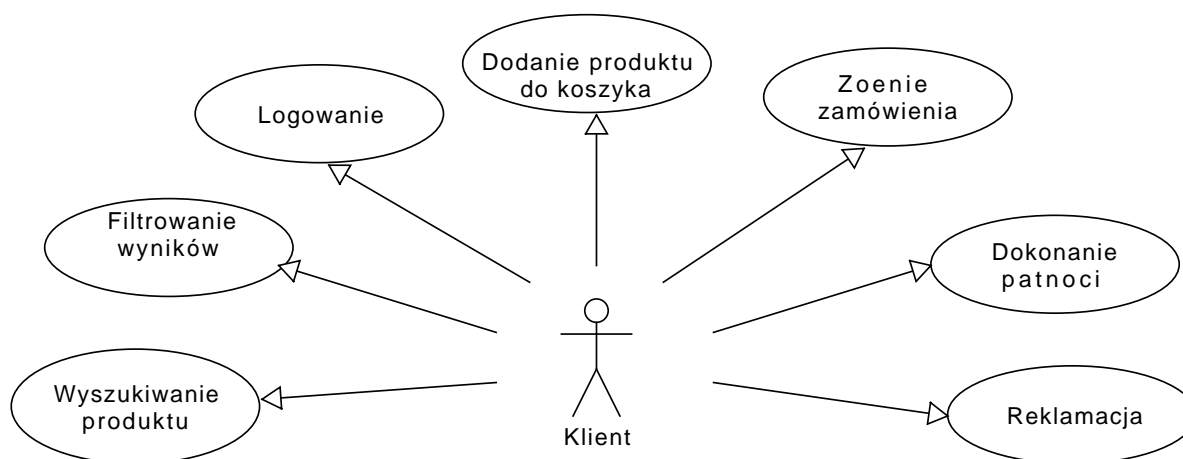 Dodanie produktu
do koszyka
Zoenie
zamówienia
Logowanie
Filtrowanie
wyników
Dokonanie
patnoci
Wyszukiwanie
produktu
Reklamacja
Klient